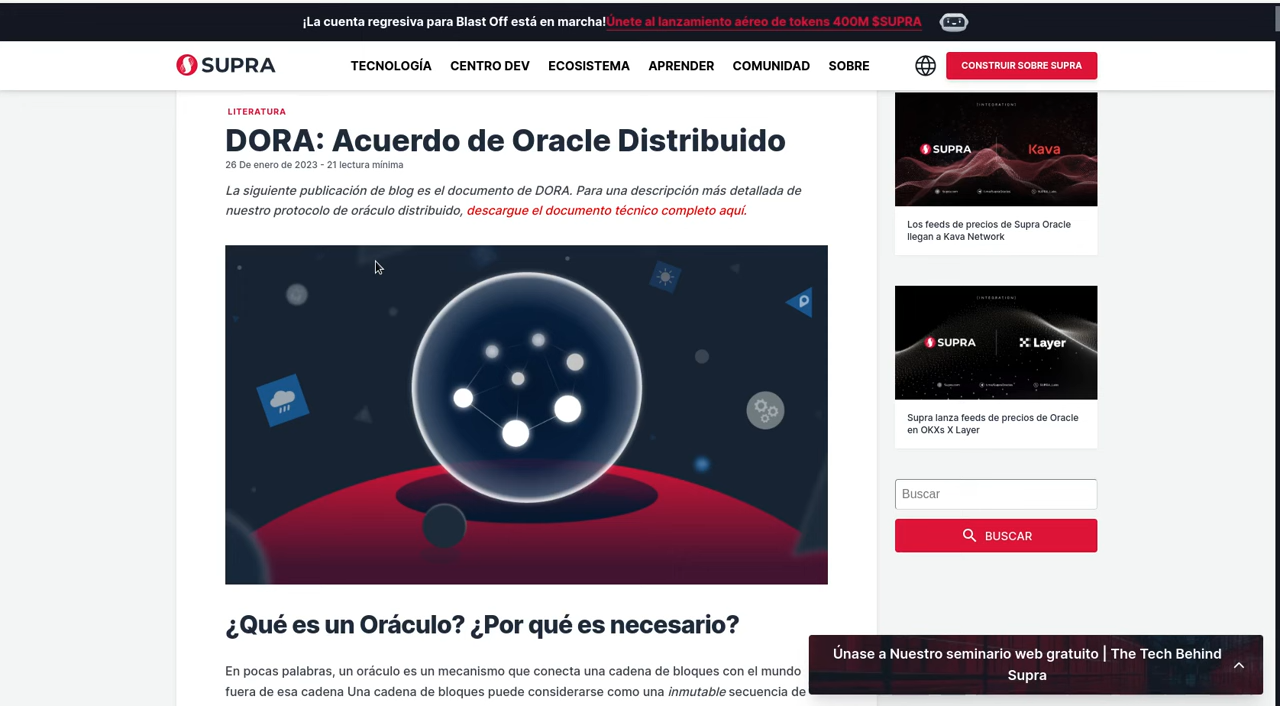 ¡La cuenta regresiva para Blast Off está en marcha!Únete al lanzamiento aéreo de tokens 400M $SUPRA
SUPRA
TECNOLOGÍA CENTRO DEV ECOSISTEMA APRENDER COMUNIDAD SOBRE
CONSTRUIR SOBRE SUPRA
LITERATURA
DORA: Acuerdo de Oracle Distribuido
26 De enero de 2023 - 21 lectura mínima
La siguiente publicación de blog es el documento de DORA. Para una descripción más detallada de
nuestro protocolo de oráculo distribuido, descargue el documento técnico completo aquí.
¿Qué es un Oráculo? ¿Por qué es necesario?
En pocas palabras, un oráculo es un mecanismo que conecta una cadena de bloques con el mundo
fuera de esa cadena Una cadena de bloques puede considerarse como una inmutable secuencia de
[INTEGRATION]
SUPRA Kava
Los feeds de precios de Supra Oracle
llegan a Kava Network
[INTEGRATION]
SUPRA Layer
Supra lanza feeds de precios de Oracle
en OKXs X Layer
Buscar
BUSCAR
Únase a Nuestro seminario web gratuito | The Tech Behind
Supra